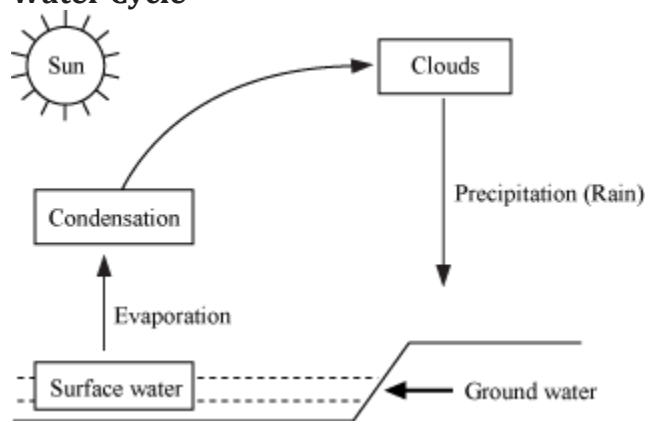 Water Cycle
Sun
Clouds
Precipitation (Rain)
Condensation
Evaporation
Surface water
Ground water